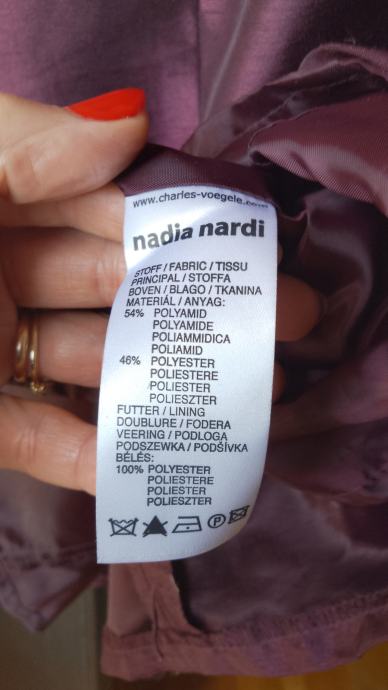 www.charles-voegele.com
nadia nardi
STOFF / FABRIC / TISSU
PRINCIPAL / STOFFA
BOVEN / BLAGO / TKANINA
MATERIÁL / ANYAG:
54% POLYAMID
POLYAMIDE
POLIAMMIDICA
POLIAMID
46% POLYESTER
POLIESTERE
POLIESTER
POLIESZTER
FUTTER / LINING
DOUBLURE / FODERA
VEERING / PODLOGA
PODSZEWKA / PODŠÍVKA
BÉLÉS:
100% POLYESTER
POLIESTERE
POLIESTER
POLIESZTER
P